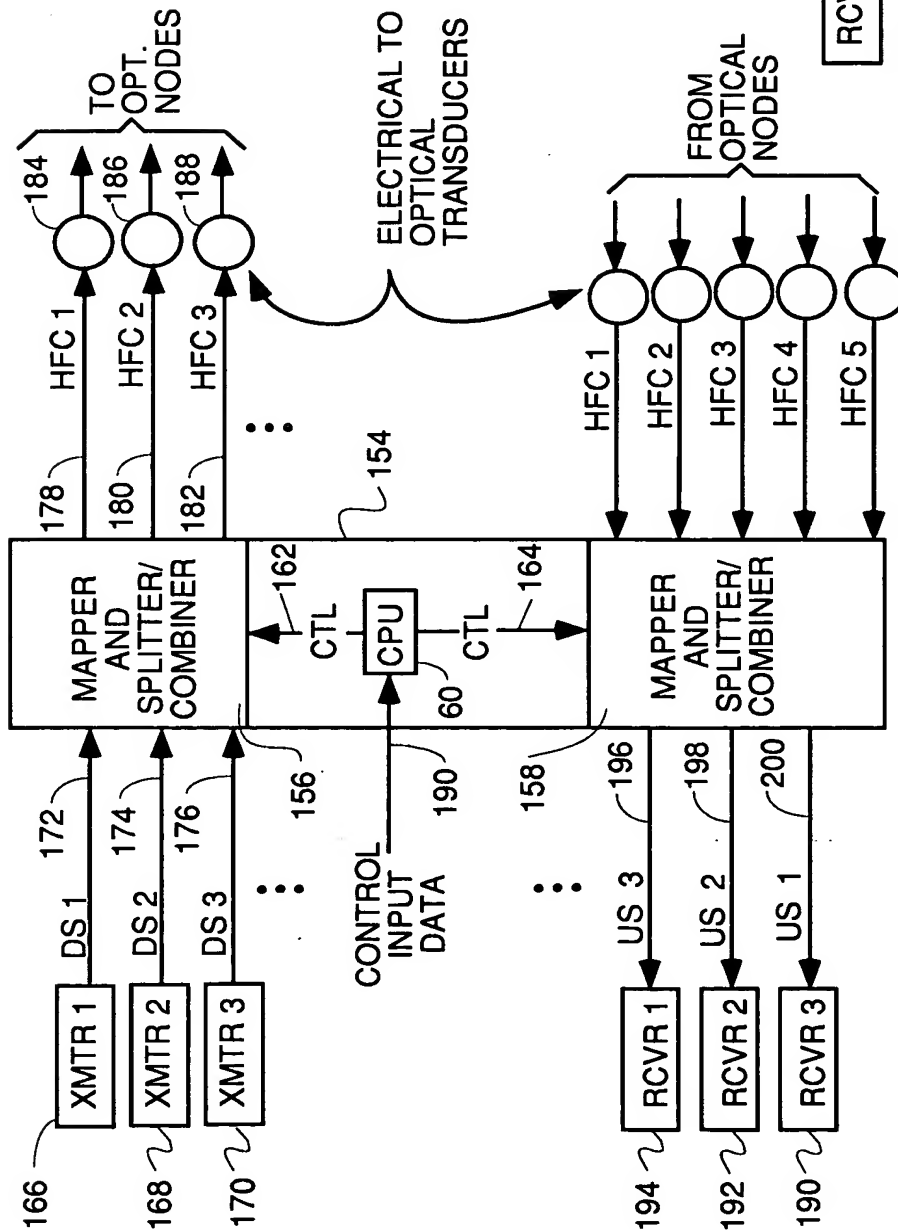 166
XMTR 1
DS 1
172
168
XMTR 2
DS 2
174
170
XMTR 3
DS 3
176
MAPPER
AND
SPLITTER/
COMBINER
156
178
HFC 1
184
180
HFC 2
186
182
HFC 3
188
TO
OPT.
NODES
154
162
CTL
CPU
60
CTL
164
CONTROL
INPUT
DATA
190
ELECTRICAL TO
OPTICAL
TRANSDUCERS
158
MAPPER
AND
SPLITTER/
COMBINER
194
RCVR 1
US 3
196
192
RCVR 2
US 2
198
190
RCVR 3
US 1
200
HFC 1
HFC 2
HFC 3
HFC 4
HFC 5
FROM
OPTICAL
NODES